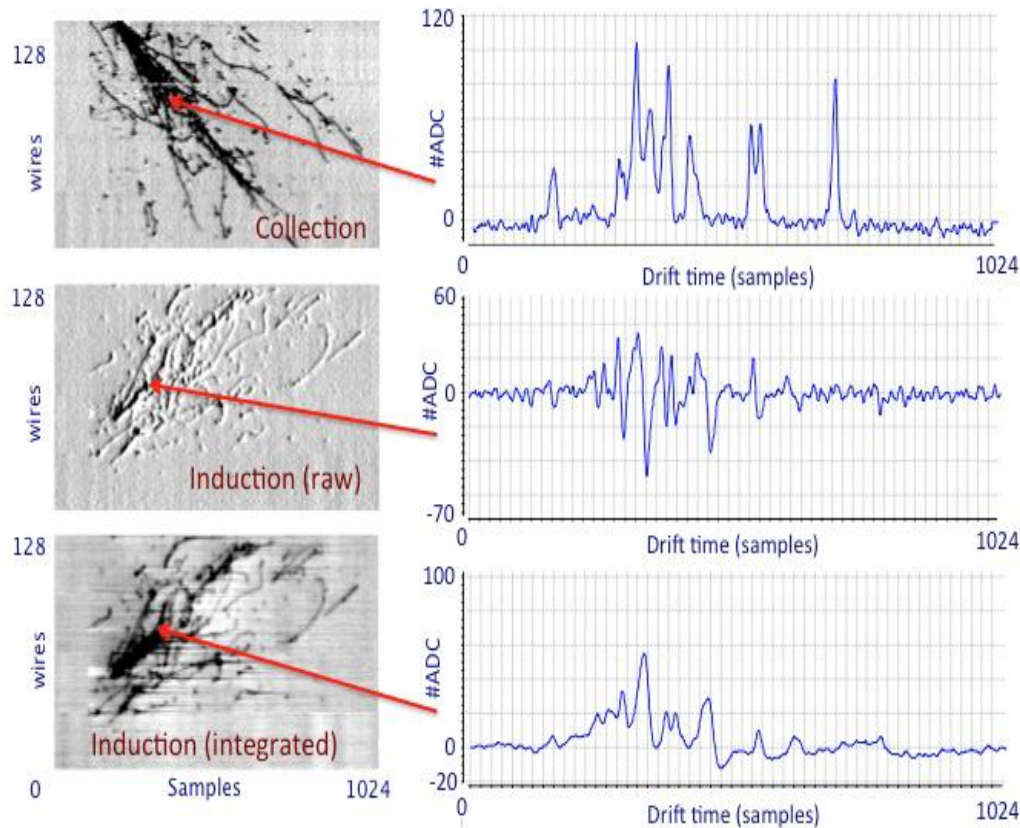 128
wires
Collection
120
#ADC
0
0
Drift time (samples)
1024
128
wires
Induction (raw)
60
#ADC
0
-70
0
Drift time (samples)
1024
128
wires
Induction (integrated)
0
Samples
1024
100
#ADC
0
-20
0
Drift time (samples)
1024